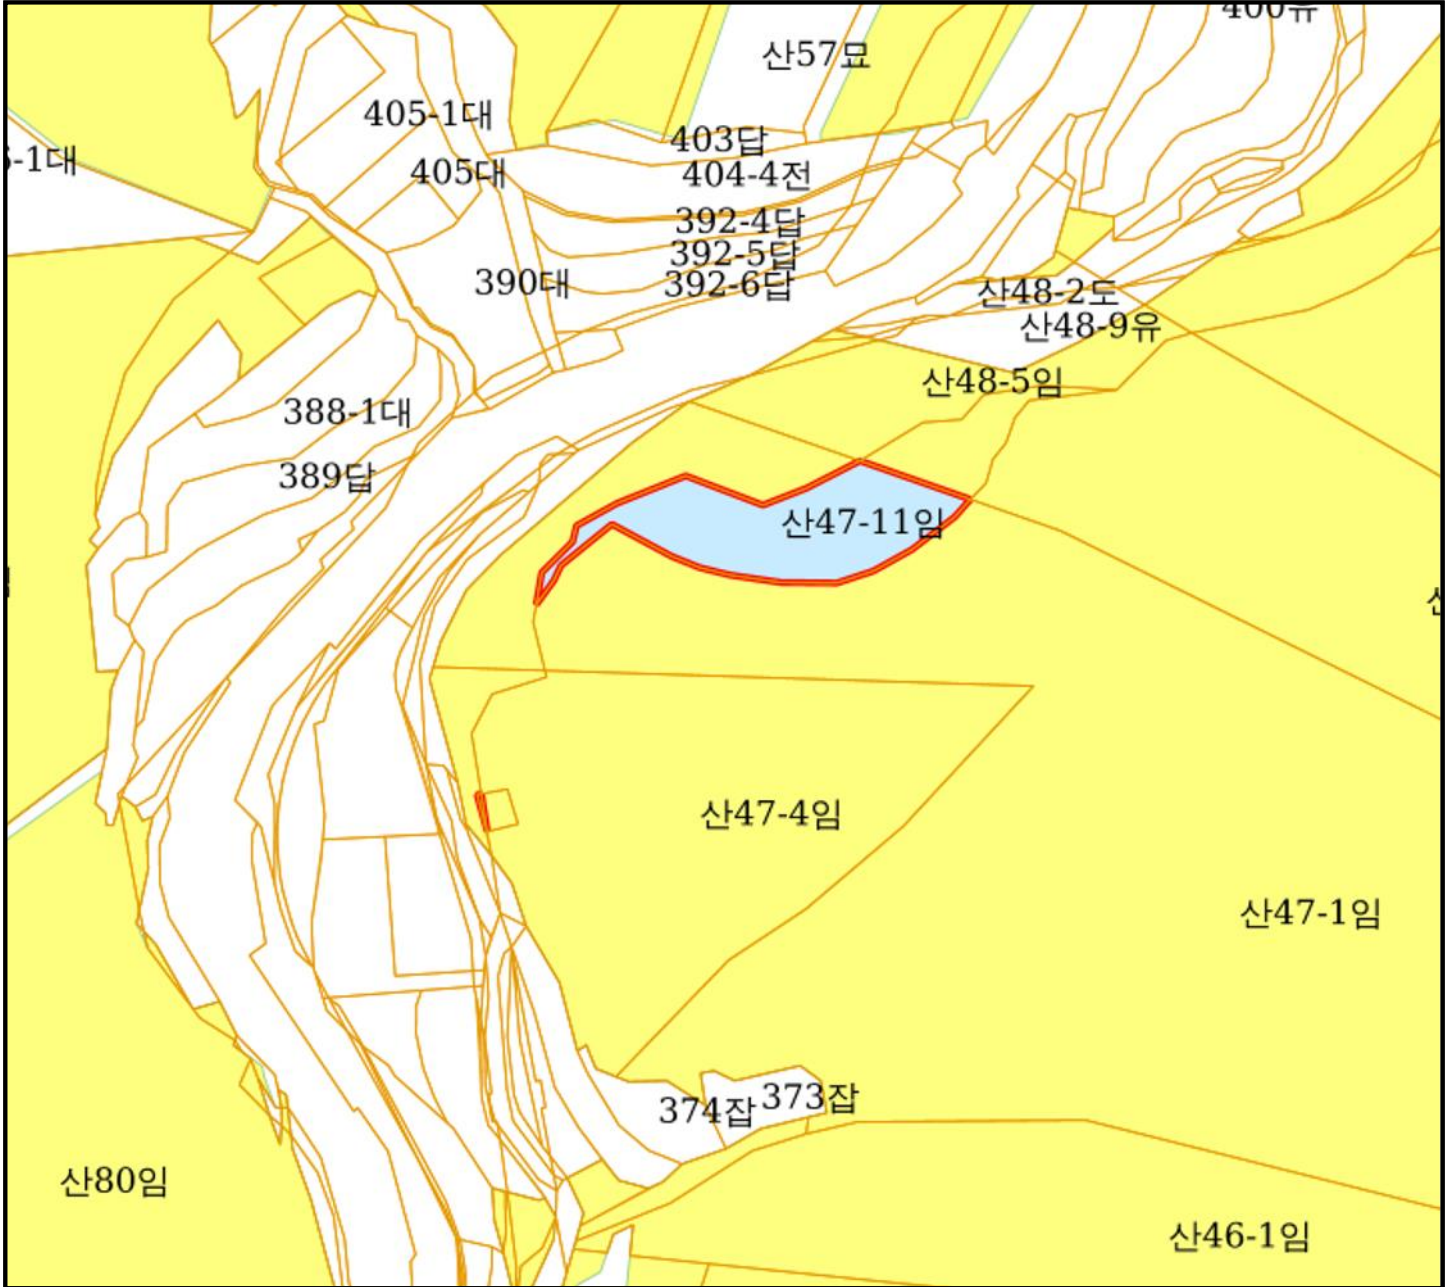 산57묘
405-1대
403답
-1대
405대
404-4전
392-4답
392-5답
390대
392-6답
산48-2도
산48-9유
산48-5임
388-1대
389답
산47-11임
산47-4임
산47-1임
374잡
373잡
산80임
산46-1임